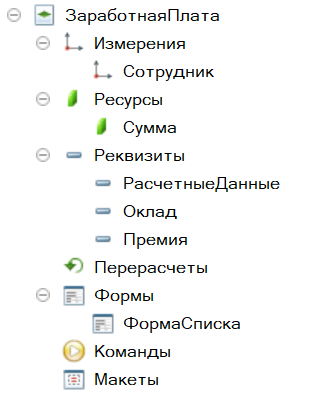 ЗаработнаяПлата
Измерения
Сотрудник
Ресурсы
Сумма
Реквизиты
РасчетныеДанные
Оклад
Премия
Перерасчеты
Формы
ФормаСписка
Команды
Макеты